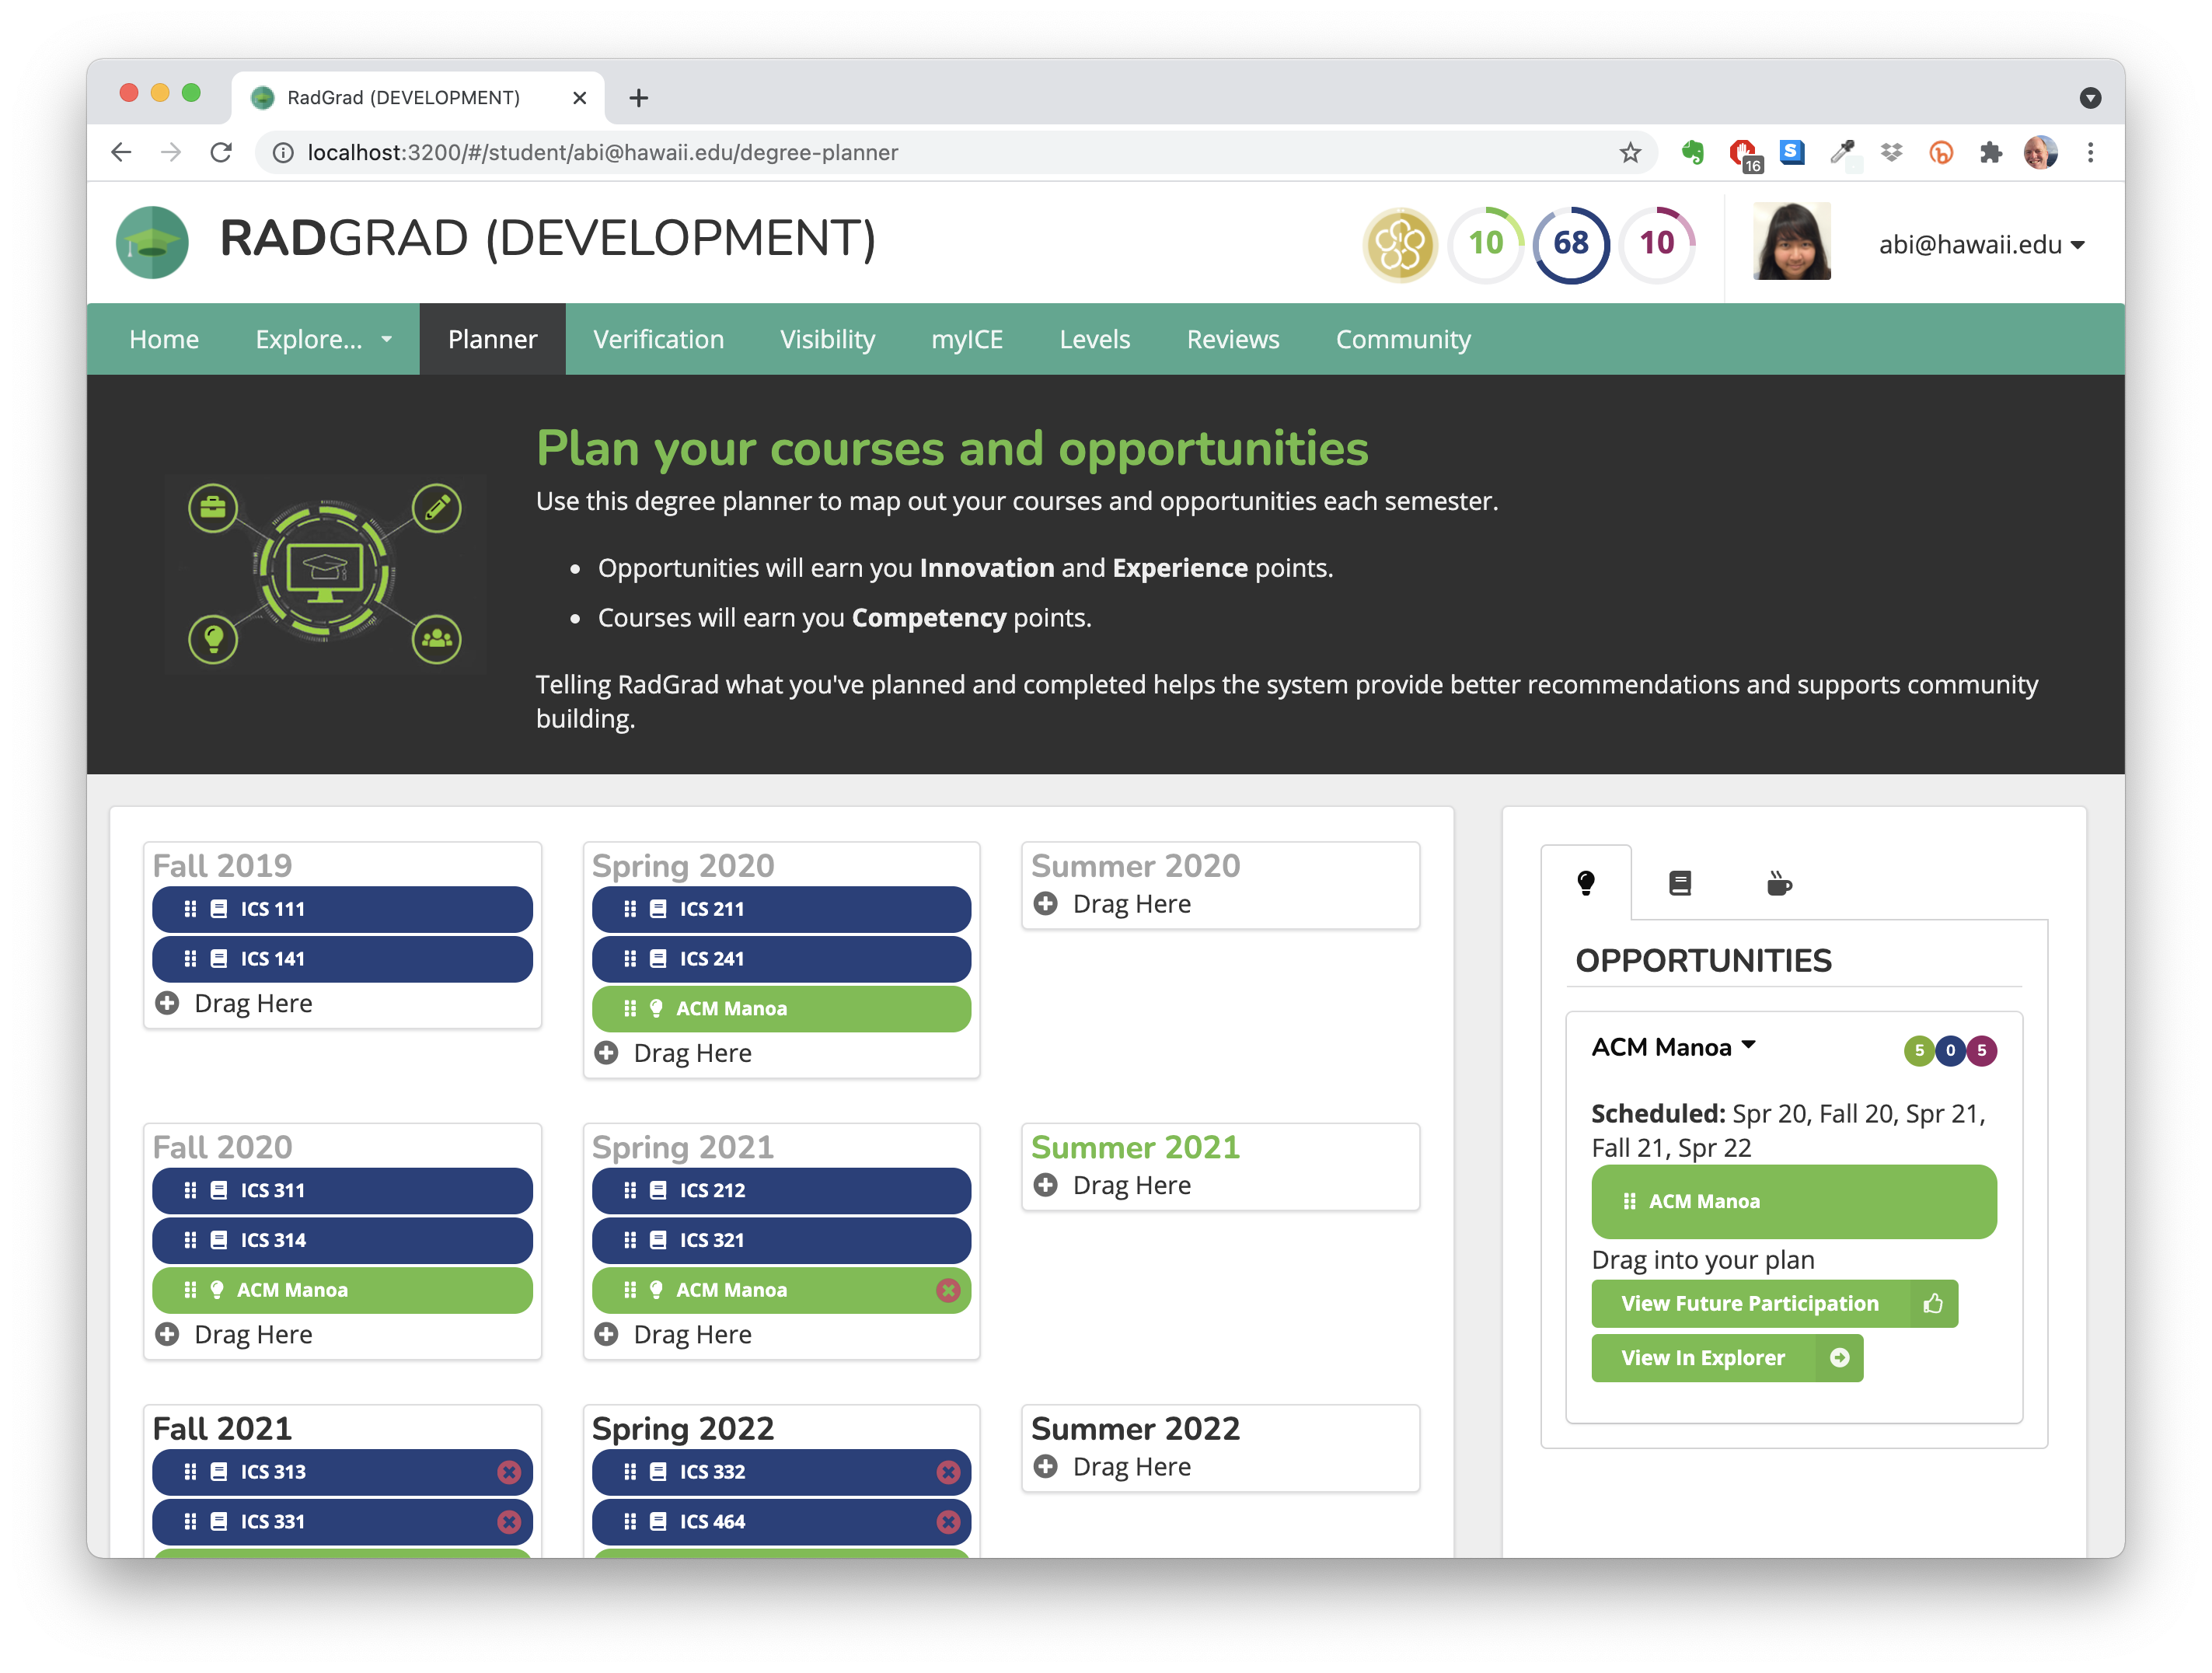 RadGrad (DEVELOPMENT)
localhost:3200/#/student/abi@hawaii.edu/degree-planner
S
16
RADGRAD (DEVELOPMENT)
10
68
10
abi@hawaii.edu
Home
Explore...
Planner
Verification
Visibility
myICE
Levels
Reviews
Community
Plan your courses and opportunities
Use this degree planner to map out your courses and opportunities each semester.
• Opportunities will earn you Innovation and Experience points.
• Courses will earn you Competency points.
Telling RadGrad what you've planned and completed helps the system provide better recommendations and supports community
building.
Fall 2019
ICS 111
ICS 141
Drag Here
Spring 2020
ICS 211
ICS 241
ACM Manoa
Drag Here
Summer 2020
Drag Here
Fall 2020
ICS 311
ICS 314
ACM Manoa
Drag Here
Spring 2021
ICS 212
ICS 321
ACM Manoa
Drag Here
Summer 2021
Drag Here
Fall 2021
ICS 313
ICS 331
Spring 2022
ICS 332
ICS 464
Summer 2022
Drag Here
OPPORTUNITIES
ACM Manoa
5
0
5
Scheduled: Spr 20, Fall 20, Spr 21,
Fall 21, Spr 22
ACM Manoa
Drag into your plan
View Future Participation
View In Explorer